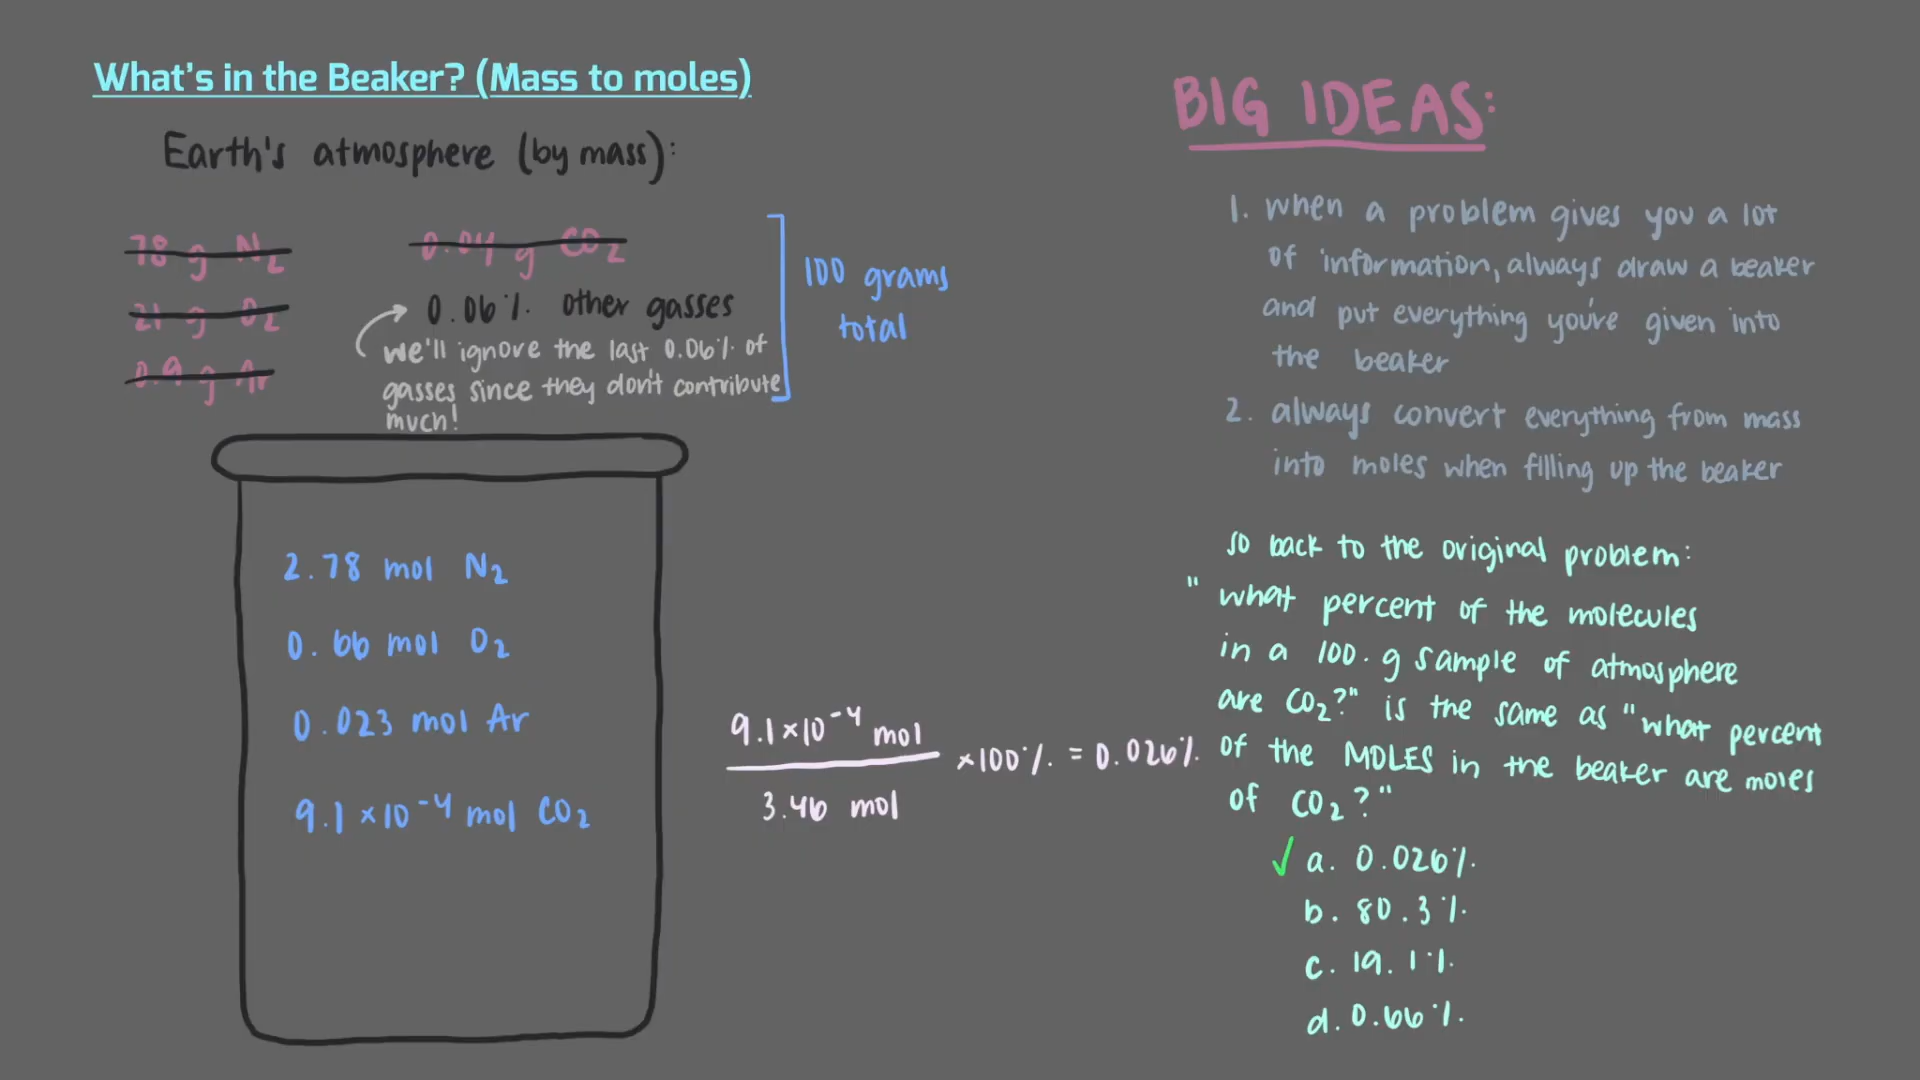 What's in the Beaker? (Mass to moles)
Earth's atmosphere (by mass):
78 g N₂
21 g O₂
0.9 g Ar
0.04 g CO₂
0.06% other gasses
we'll ignore the last 0.06% of
gasses since they don't contribute
much!
100 grams
total
2.78 mol N₂
0.66 mol O₂
0.023 mol Ar
9.1 ×10⁻⁴ mol CO₂
9.1×10⁻⁴ mol
3.46 mol
×100% = 0.026%
BIG IDEAS:
1. when a problem gives you a lot
of information, always draw a beaker
and put everything you're given into
the beaker
2. always convert everything from mass
into moles when filling up the beaker
so back to the original problem:
"what percent of the molecules
in a 100. g sample of atmosphere
are CO₂?" is the same as "what percent
of the MOLES in the beaker are moles
of CO₂?"
✓ a. 0.026%
b. 80.3%
c. 19.1%
d. 0.66%